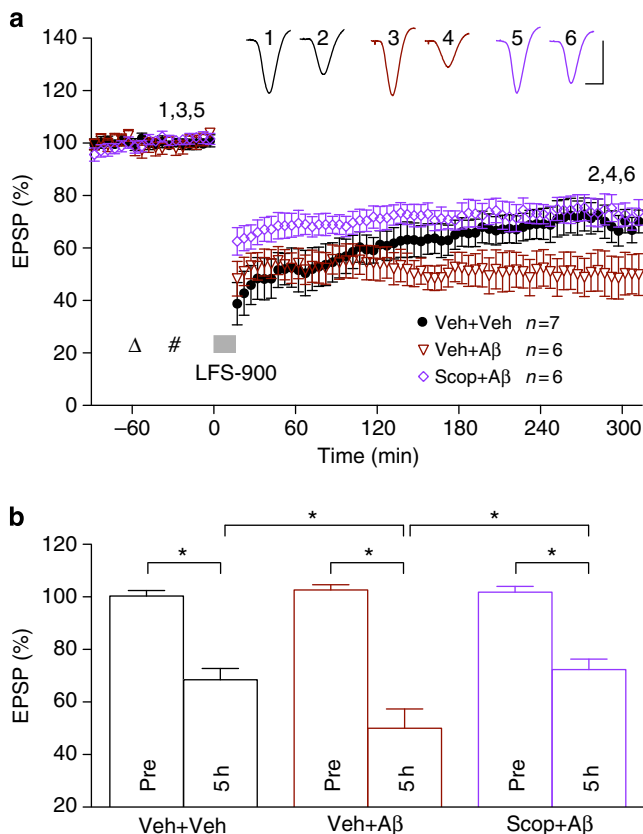 a
140
120
100
80
60
40
20
0
EPSP (%)
1 2 3 4 5 6
1,3,5
2,4,6
Veh+Veh n=7
Veh+Aβ n=6
Scop+Aβ n=6
Δ #
LFS-900
–60 0 60 120 180 240 300
Time (min)
b
120
100
80
60
40
20
EPSP (%)
* *
* * *
Pre 5 h Pre 5 h Pre 5 h
Veh+Veh Veh+Aβ Scop+Aβ